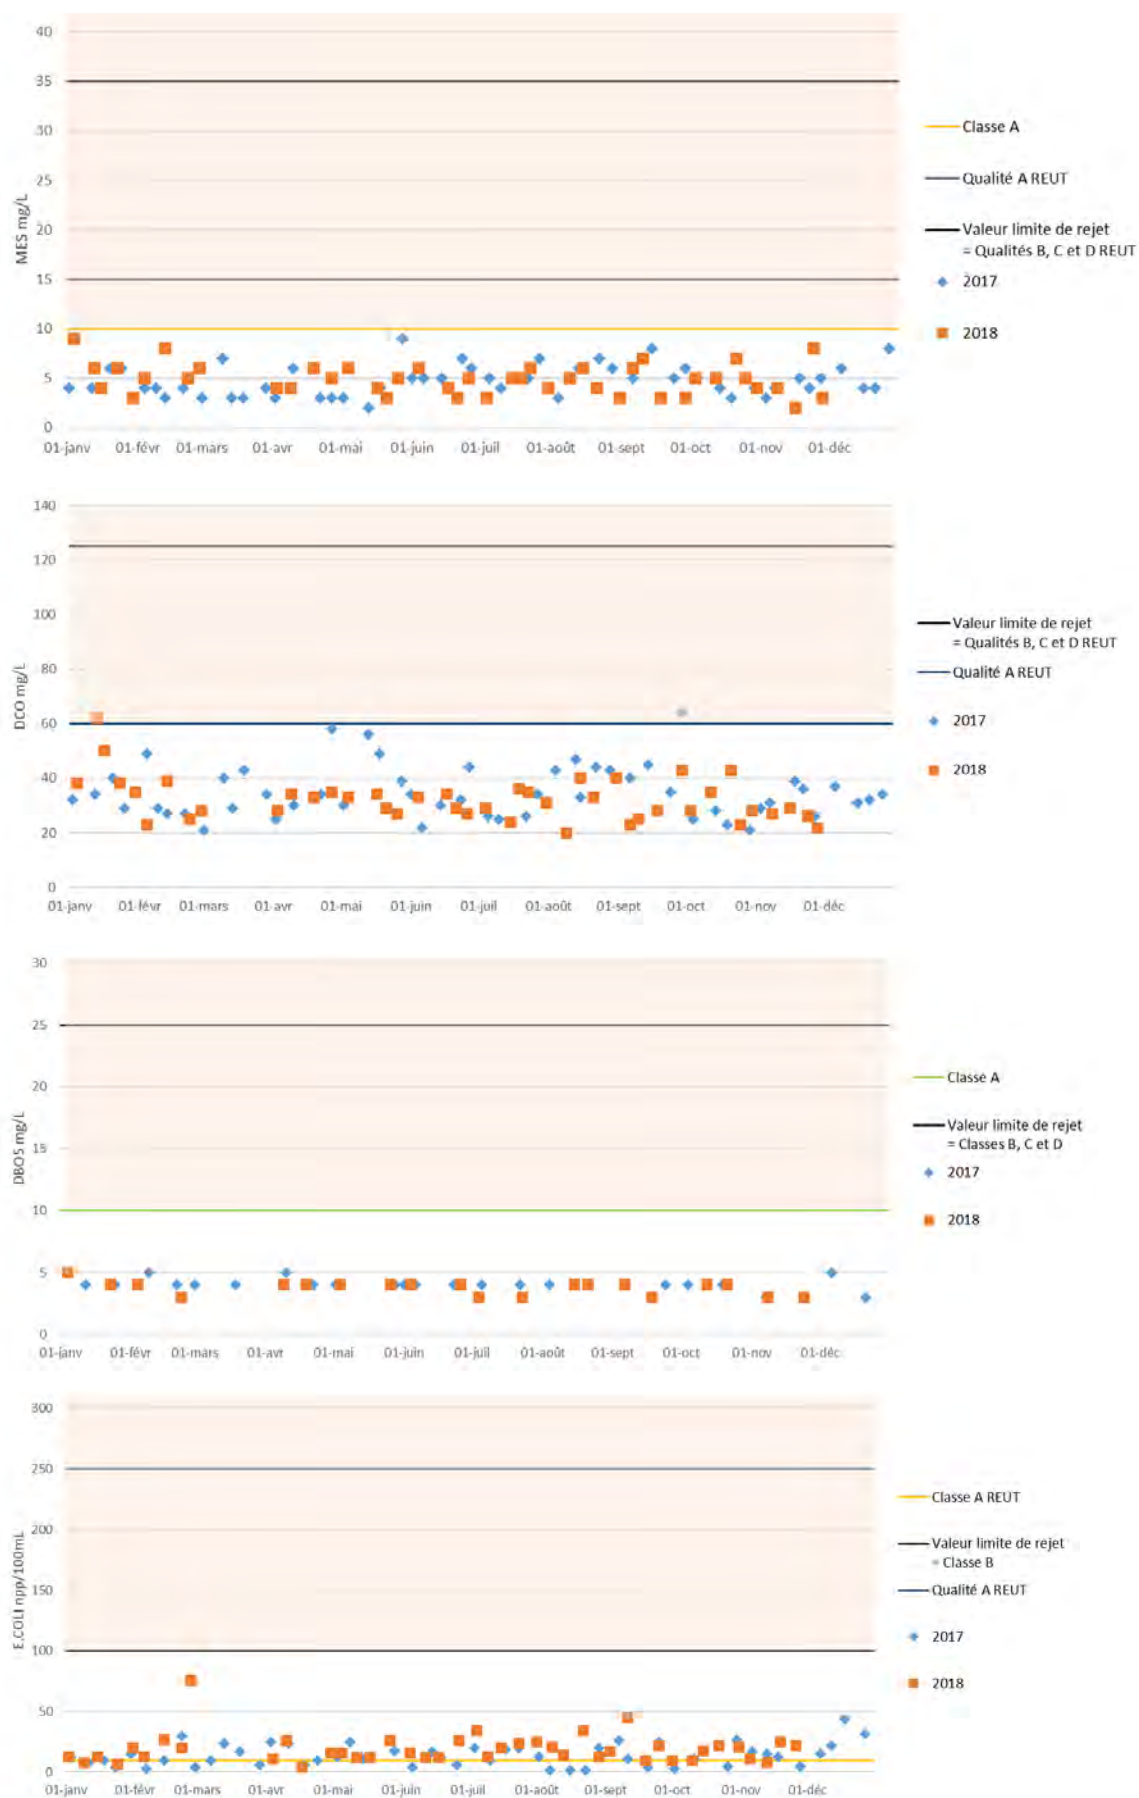 40
35
30
25
20
15
10
5
0
MES mg/L
01-janv 01-févr 01-mars 01-avr 01-mai 01-juin 01-juil 01-août 01-sept 01-oct 01-nov 01-déc
Classe A
Qualité A REUT
Valeur limite de rejet
= Qualités B, C et D REUT
2017
2018
140
120
100
80
60
40
20
0
DCO mg/L
01-janv 01-févr 01-mars 01-avr 01-mai 01-juin 01-juil 01-août 01-sept 01-oct 01-nov 01-déc
Valeur limite de rejet
= Qualités B, C et D REUT
Qualité A REUT
2017
2018
30
25
20
15
10
5
0
DBO5 mg/L
01-janv 01-févr 01-mars 01-avr 01-mai 01-juin 01-juil 01-août 01-sept 01-oct 01-nov 01-déc
Classe A
Valeur limite de rejet
= Classes B, C et D
2017
2018
300
250
200
150
100
50
0
E.COLI npp/100mL
01-janv 01-févr 01-mars 01-avr 01-mai 01-juin 01-juil 01-août 01-sept 01-oct 01-nov 01-déc
Classe A REUT
Valeur limite de rejet
= Classe B
Qualité A REUT
2017
2018